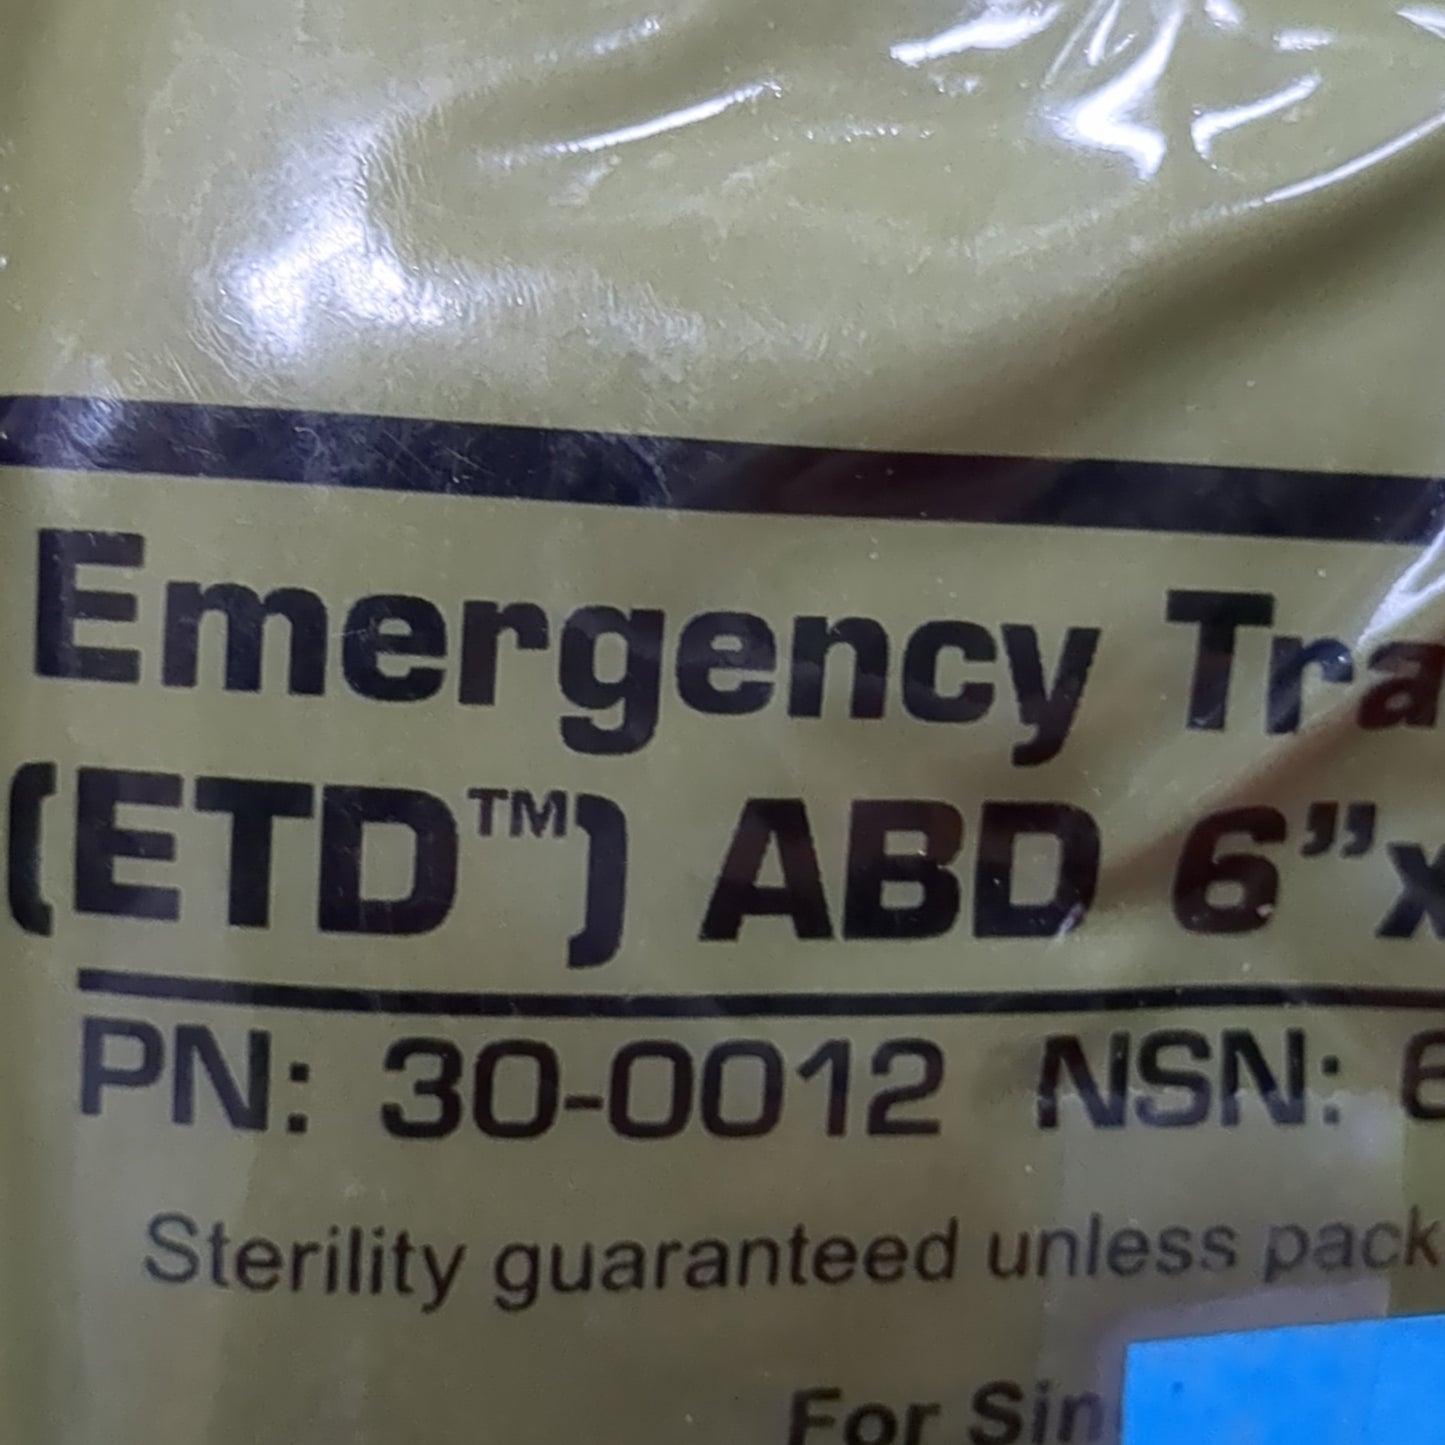 Emergency Tra
(ETD™) ABD 6”x
PN: 30-0012 NSN: 6
Sterility guaranteed unless pack
For Sin